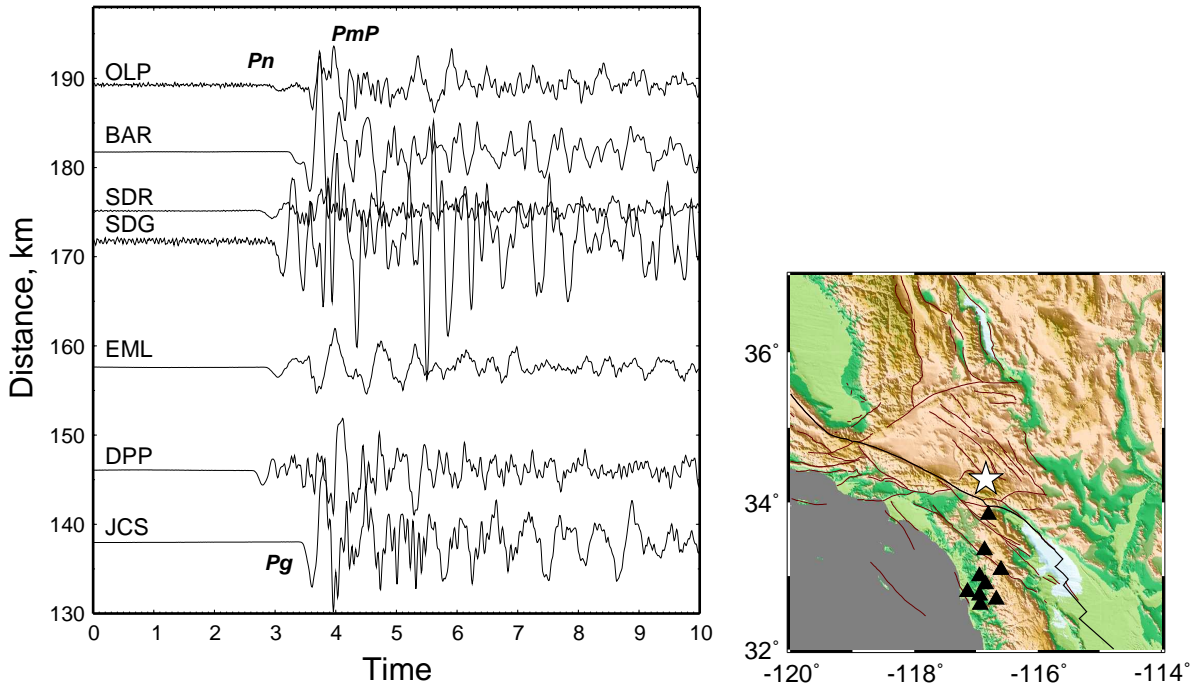 PmP
Pn
OLP
BAR
SDR
SDG
EML
DPP
JCS
Pg
190
180
170
160
150
140
130
Distance, km
0 1 2 3 4 5 6 7 8 9 10
Time
36˚
34˚
32˚
-120˚ -118˚ -116˚ -114˚